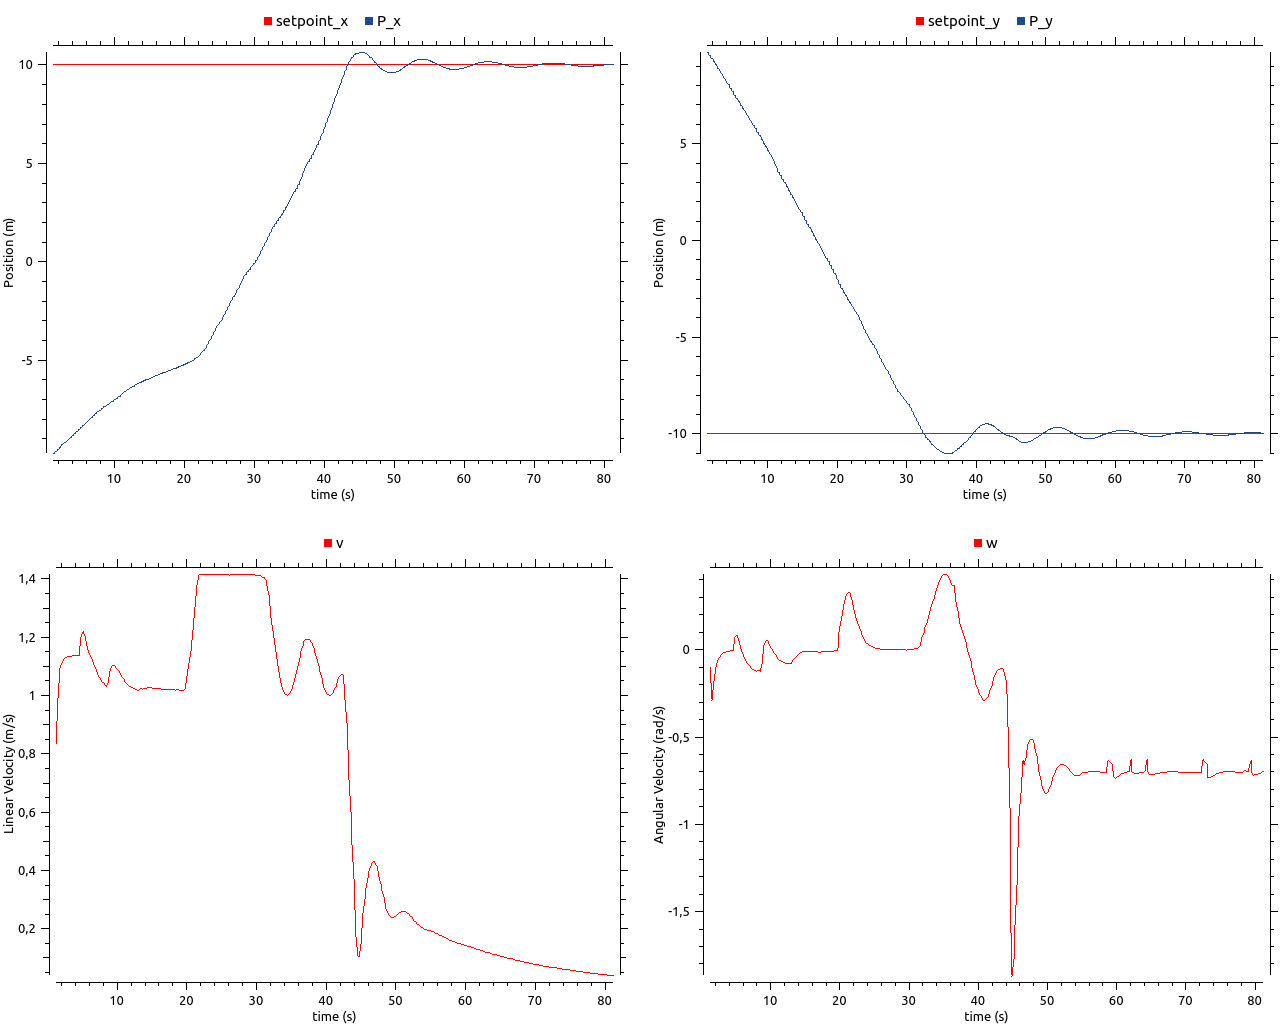 setpoint_x P_x
10
5
0
-5
Position (m)
10 20 30 40 50 60 70 80
time (s)
setpoint_y P_y
5
0
-5
-10
Position (m)
10 20 30 40 50 60 70 80
time (s)
v
1,4
1,2
1
0,8
0,6
0,4
0,2
Linear Velocity (m/s)
10 20 30 40 50 60 70 80
time (s)
w
0
-0,5
-1
-1,5
Angular Velocity (rad/s)
10 20 30 40 50 60 70 80
time (s)